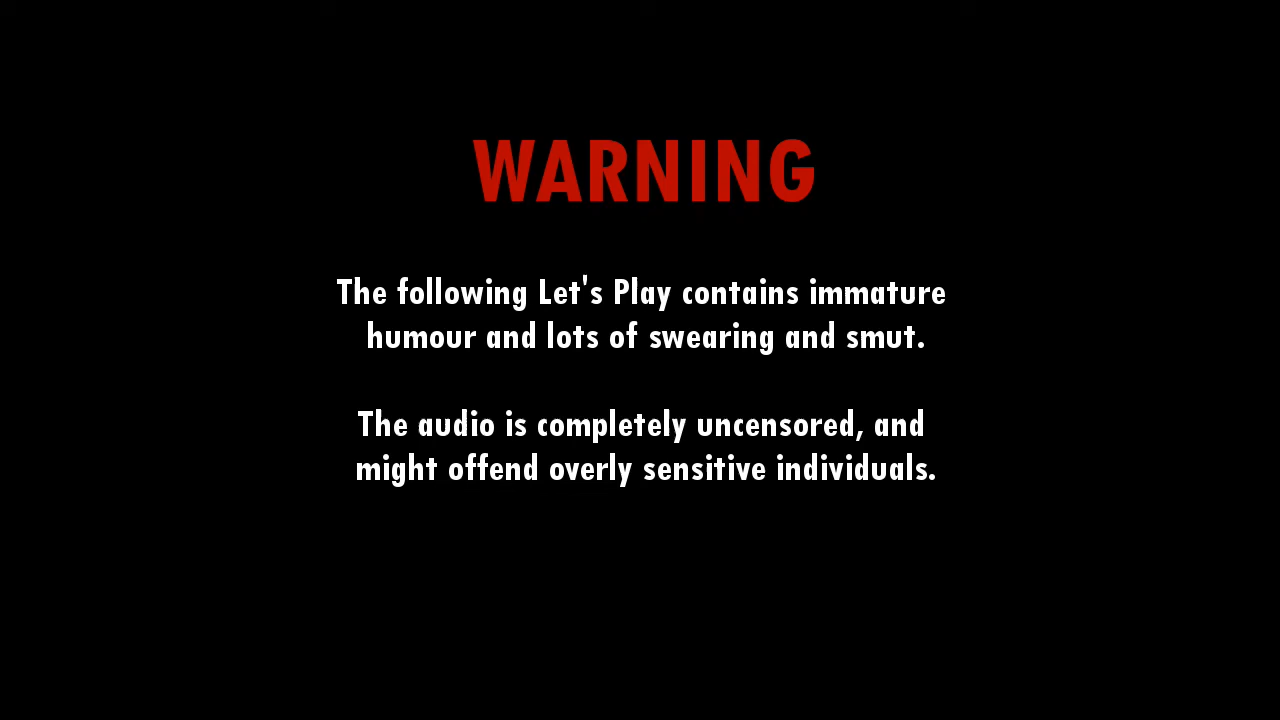 WARNING
The following Let's Play contains immature
humour and lots of swearing and smut.
The audio is completely uncensored, and
might offend overly sensitive individuals.